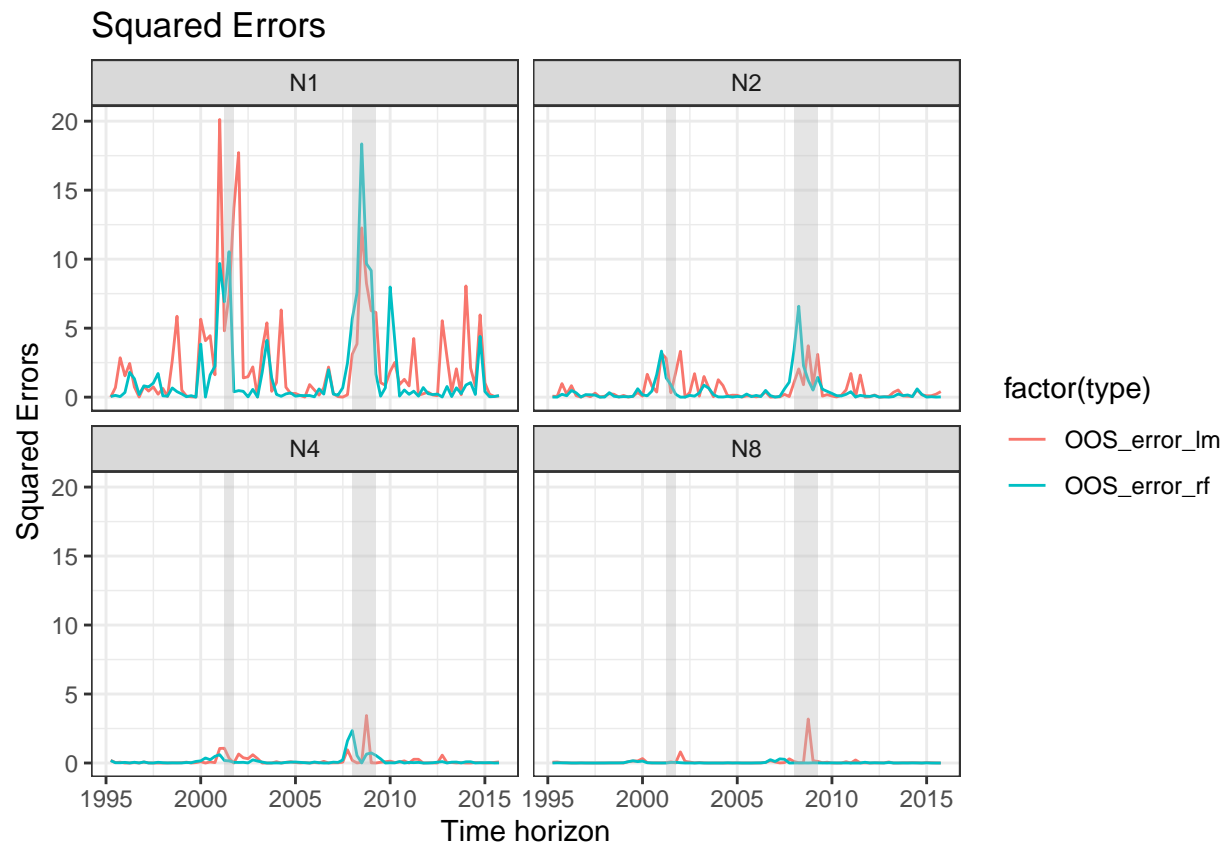 Squared Errors
N1
N2
20
15
10
5
0
N4
N8
20
15
10
5
0
1995 2000 2005 2010 2015 1995 2000 2005 2010 2015
Time horizon
Squared Errors
factor(type)
OOS_error_lm
OOS_error_rf